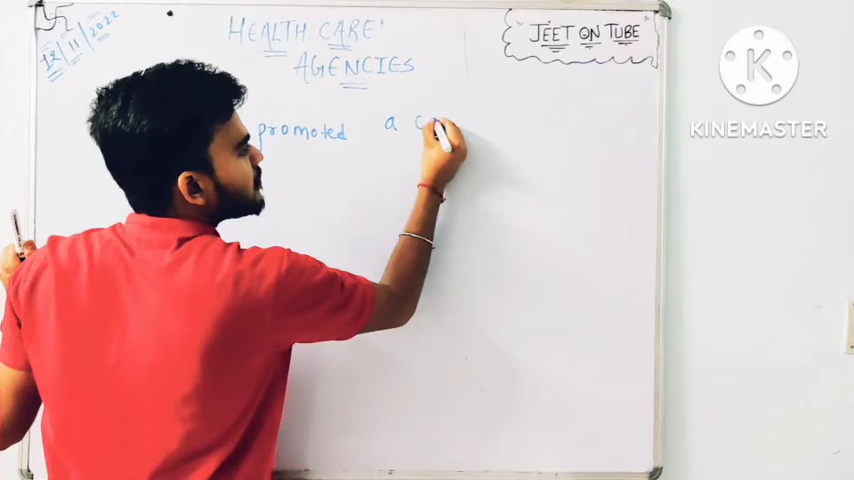 12/11/2022
HEALTH CARE'
AGENCIES
"JEET ON TUBE"
promoted a
K
KINEMASTER